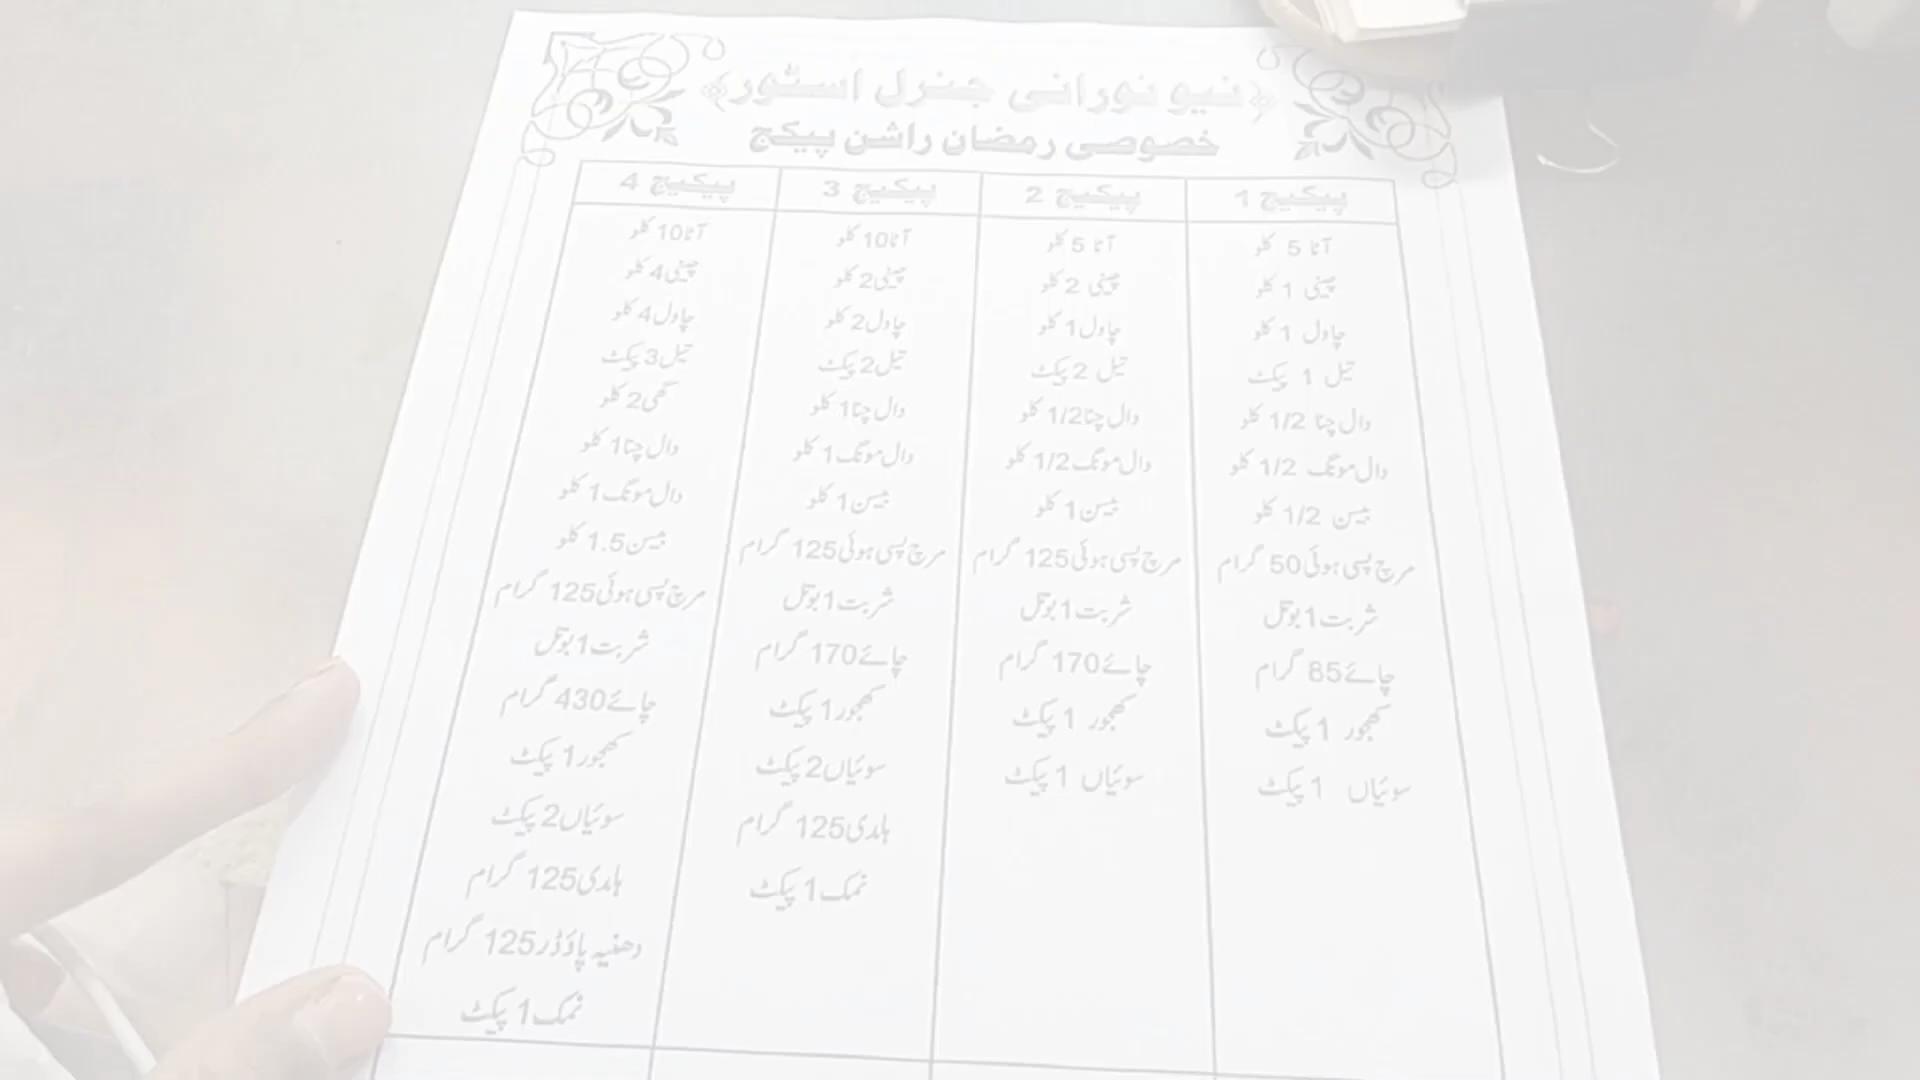 نیو نورانی جنرل اسٹور
خصوصی رمضان راشن پیکج
پیکیج 1
آٹا 5 کلو
چینی 1 کلو
چاول 1 کلو
تیل 1 پیکٹ
دال چنا 1/2 کلو
دال مونگ 1/2 کلو
بیسن 1/2 کلو
مرچ پسی ہوئی 50 گرام
شربت 1 بوتل
چائے 85 گرام
کھجور 1 پیکٹ
سوئیاں 1 پیکٹ
پیکیج 2
آٹا 5 کلو
چینی 2 کلو
چاول 1 کلو
تیل 2 پیکٹ
دال چنا 1/2 کلو
دال مونگ 1/2 کلو
بیسن 1 کلو
مرچ پسی ہوئی 125 گرام
شربت 1 بوتل
چائے 170 گرام
کھجور 1 پیکٹ
سوئیاں 1 پیکٹ
پیکیج 3
آٹا 10 کلو
چینی 2 کلو
چاول 2 کلو
تیل 2 پیکٹ
دال چنا 1 کلو
دال مونگ 1 کلو
بیسن 1 کلو
مرچ پسی ہوئی 125 گرام
شربت 1 بوتل
چائے 170 گرام
کھجور 1 پیکٹ
سوئیاں 2 پیکٹ
ہلدی 125 گرام
نمک 1 پیکٹ
پیکیج 4
آٹا 10 کلو
چینی 4 کلو
چاول 4 کلو
تیل 3 پیکٹ
گھی 2 کلو
دال چنا 1 کلو
دال مونگ 1 کلو
بیسن 1.5 کلو
مرچ پسی ہوئی 125 گرام
شربت 1 بوتل
چائے 430 گرام
کھجور 1 پیکٹ
سوئیاں 2 پیکٹ
ہلدی 125 گرام
دھنیہ پاؤڈر 125 گرام
نمک 1 پیکٹ